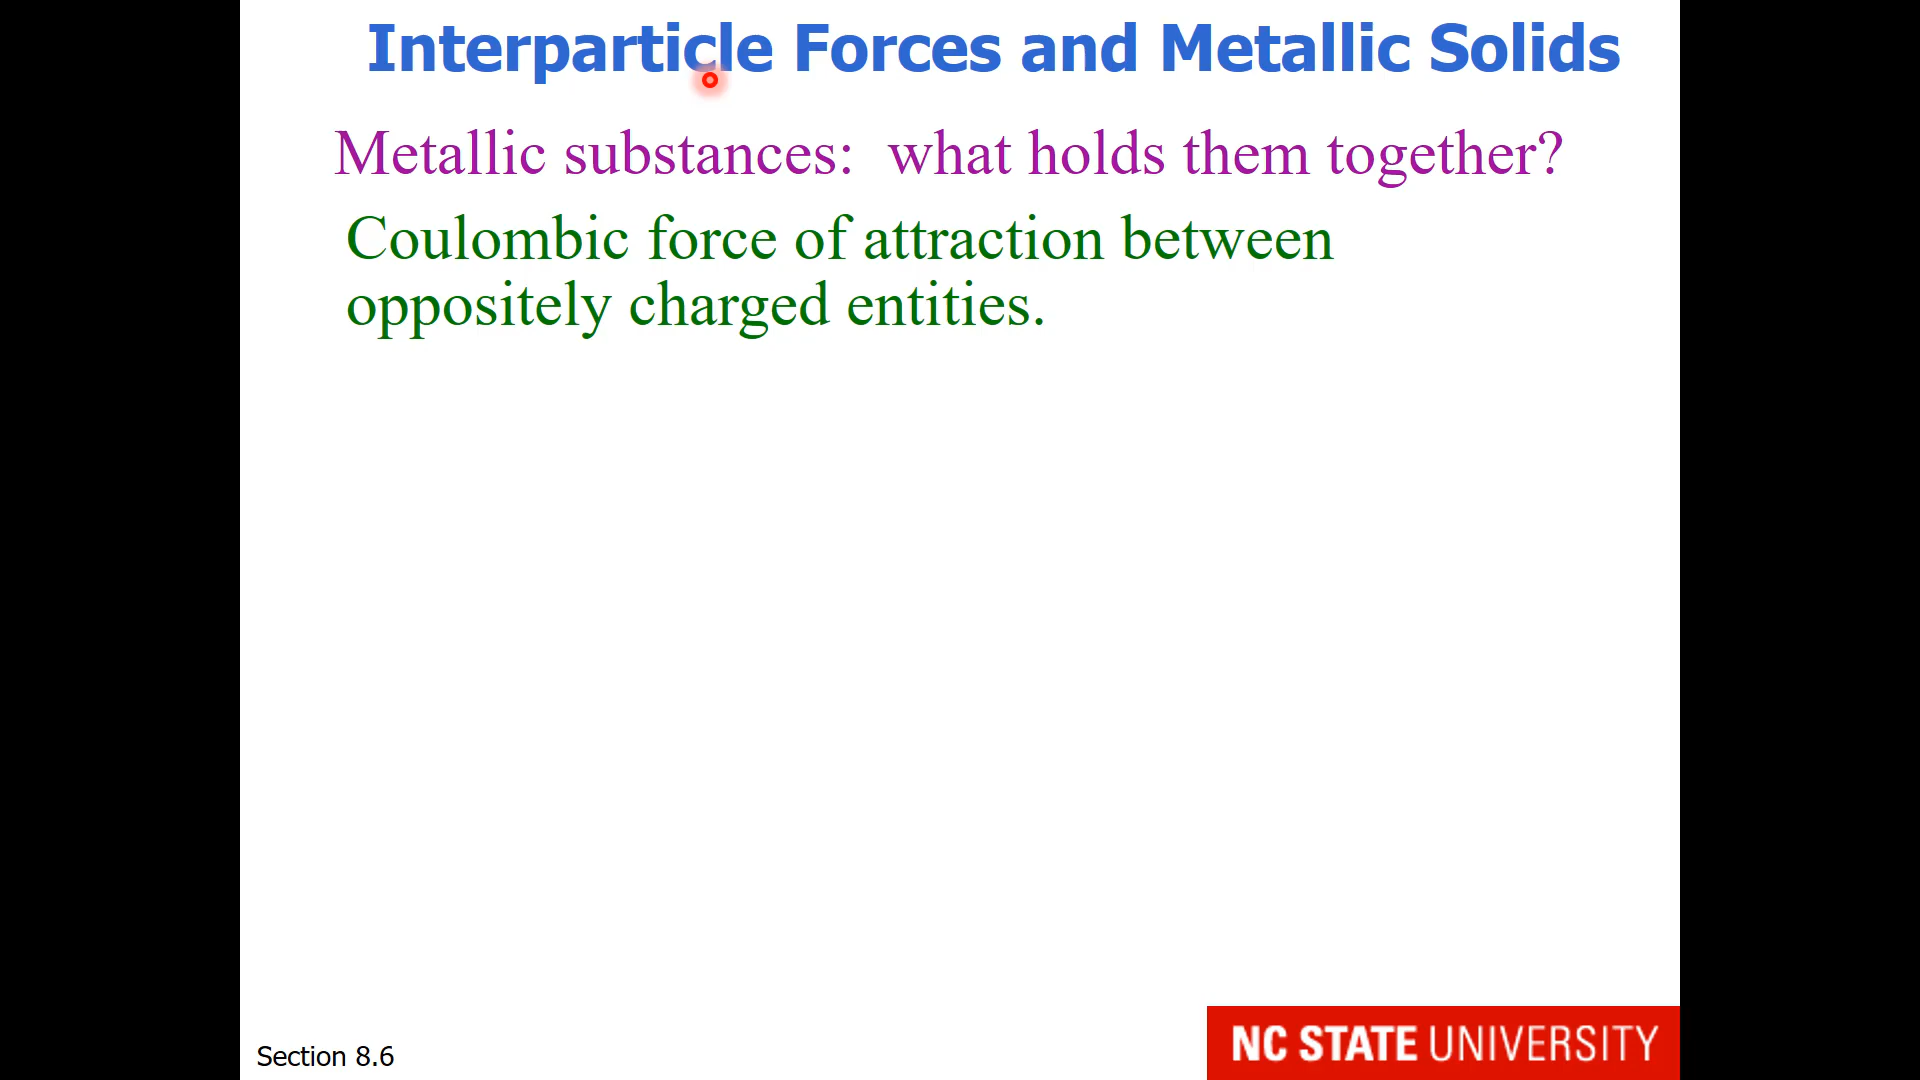 Interparticle Forces and Metallic Solids
Metallic substances:  what holds them together?
Coulombic force of attraction between
oppositely charged entities.
Section 8.6
NC STATE UNIVERSITY